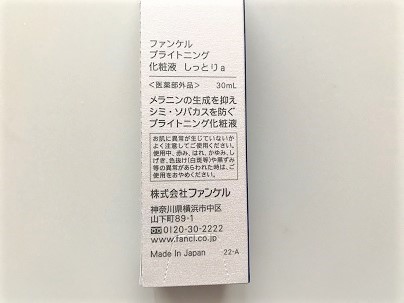 ファンケル
ブライトニング
化粧液 しっとりa
＜医薬部外品＞ 30mL
メラニンの生成を抑え
シミ・ソバカスを防ぐ
ブライトニング化粧液
お肌に異常が生じていないか
よく注意してご使用ください。
使用中、赤み、はれ、かゆみ、し
げき、色抜け(白斑等)や黒ずみ
等の異常があらわれた時は、ご
使用をおやめください。
株式会社ファンケル
神奈川県横浜市中区
山下町89-1
0120-30-2222
www.fancl.co.jp
Made In Japan 22-A